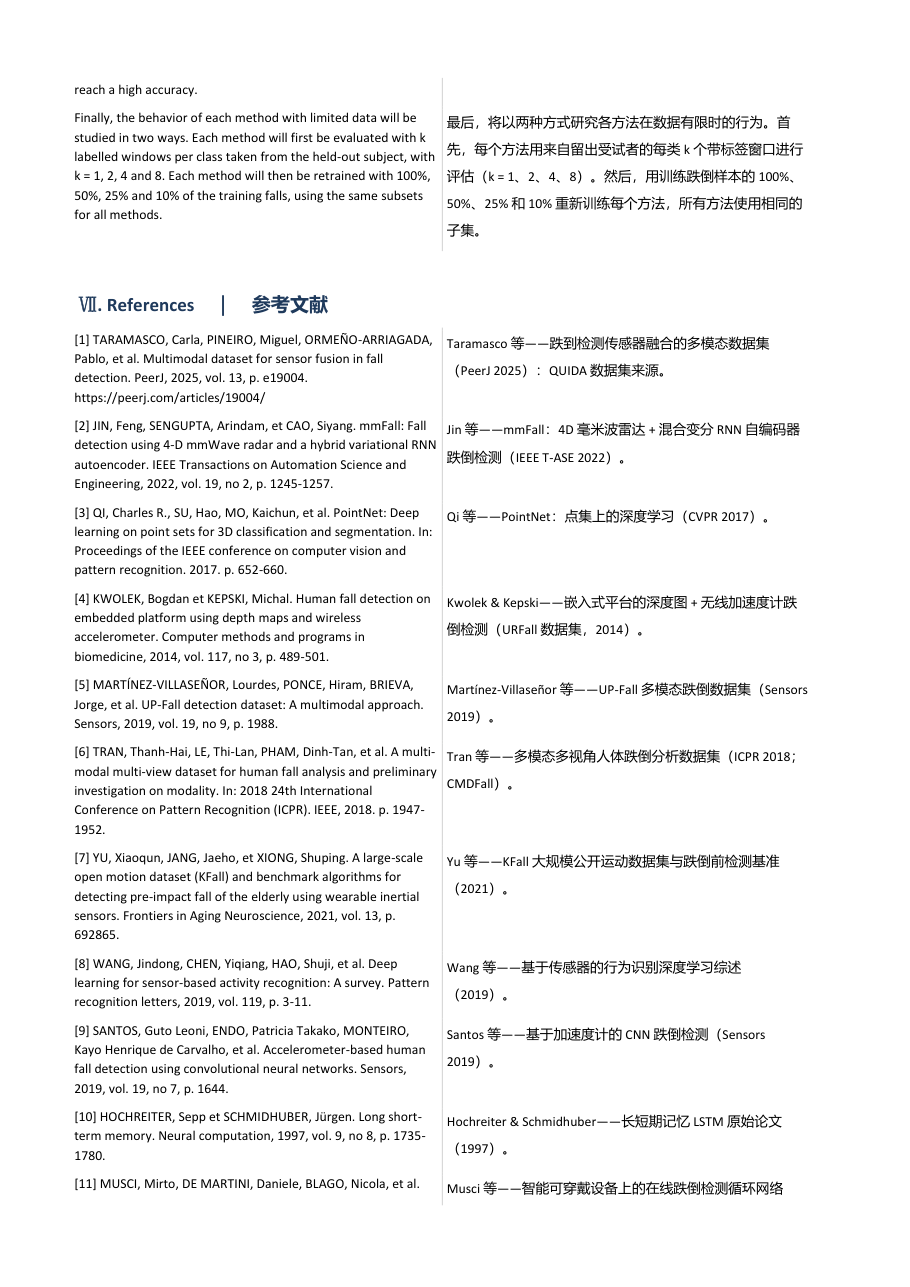 reach a high accuracy.
Finally, the behavior of each method with limited data will be
studied in two ways. Each method will first be evaluated with k
labelled windows per class taken from the held-out subject, with
k = 1, 2, 4 and 8. Each method will then be retrained with 100%,
50%, 25% and 10% of the training falls, using the same subsets
for all methods.
最后，将以两种方式研究各方法在数据有限时的行为。首
先，每个方法用来自留出受试者的每类 k 个带标签窗口进行
评估（k = 1、2、4、8）。然后，用训练跌倒样本的 100%、
50%、25% 和 10% 重新训练每个方法，所有方法使用相同的
子集。
Ⅶ. References ｜ 参考文献
[1] TARAMASCO, Carla, PINEIRO, Miguel, ORMEÑO-ARRIAGADA,
Pablo, et al. Multimodal dataset for sensor fusion in fall
detection. PeerJ, 2025, vol. 13, p. e19004.
https://peerj.com/articles/19004/
Taramasco 等——跌到检测传感器融合的多模态数据集
（PeerJ 2025）：QUIDA 数据集来源。
[2] JIN, Feng, SENGUPTA, Arindam, et CAO, Siyang. mmFall: Fall
detection using 4-D mmWave radar and a hybrid variational RNN
autoencoder. IEEE Transactions on Automation Science and
Engineering, 2022, vol. 19, no 2, p. 1245-1257.
Jin 等——mmFall：4D 毫米波雷达 + 混合变分 RNN 自编码器
跌倒检测（IEEE T-ASE 2022）。
[3] QI, Charles R., SU, Hao, MO, Kaichun, et al. PointNet: Deep
learning on point sets for 3D classification and segmentation. In:
Proceedings of the IEEE conference on computer vision and
pattern recognition. 2017. p. 652-660.
Qi 等——PointNet：点集上的深度学习（CVPR 2017）。
[4] KWOLEK, Bogdan et KEPSKI, Michal. Human fall detection on
embedded platform using depth maps and wireless
accelerometer. Computer methods and programs in
biomedicine, 2014, vol. 117, no 3, p. 489-501.
Kwolek & Kepski——嵌入式平台的深度图 + 无线加速度计跌
倒检测（URFall 数据集，2014）。
[5] MARTÍNEZ-VILLASEÑOR, Lourdes, PONCE, Hiram, BRIEVA,
Jorge, et al. UP-Fall detection dataset: A multimodal approach.
Sensors, 2019, vol. 19, no 9, p. 1988.
Martínez-Villaseñor 等——UP-Fall 多模态跌倒数据集（Sensors
2019）。
[6] TRAN, Thanh-Hai, LE, Thi-Lan, PHAM, Dinh-Tan, et al. A multi-
modal multi-view dataset for human fall analysis and preliminary
investigation on modality. In: 2018 24th International
Conference on Pattern Recognition (ICPR). IEEE, 2018. p. 1947-
1952.
Tran 等——多模态多视角人体跌倒分析数据集（ICPR 2018；
CMDFall）。
[7] YU, Xiaoqun, JANG, Jaeho, et XIONG, Shuping. A large-scale
open motion dataset (KFall) and benchmark algorithms for
detecting pre-impact fall of the elderly using wearable inertial
sensors. Frontiers in Aging Neuroscience, 2021, vol. 13, p.
692865.
Yu 等——KFall 大规模公开运动数据集与跌倒前检测基准
（2021）。
[8] WANG, Jindong, CHEN, Yiqiang, HAO, Shuji, et al. Deep
learning for sensor-based activity recognition: A survey. Pattern
recognition letters, 2019, vol. 119, p. 3-11.
Wang 等——基于传感器的行为识别深度学习综述
（2019）。
[9] SANTOS, Guto Leoni, ENDO, Patricia Takako, MONTEIRO,
Kayo Henrique de Carvalho, et al. Accelerometer-based human
fall detection using convolutional neural networks. Sensors,
2019, vol. 19, no 7, p. 1644.
Santos 等——基于加速度计的 CNN 跌倒检测（Sensors
2019）。
[10] HOCHREITER, Sepp et SCHMIDHUBER, Jürgen. Long short-
term memory. Neural computation, 1997, vol. 9, no 8, p. 1735-
1780.
Hochreiter & Schmidhuber——长短期记忆 LSTM 原始论文
（1997）。
[11] MUSCI, Mirto, DE MARTINI, Daniele, BLAGO, Nicola, et al.
Musci 等——智能可穿戴设备上的在线跌倒检测循环网络